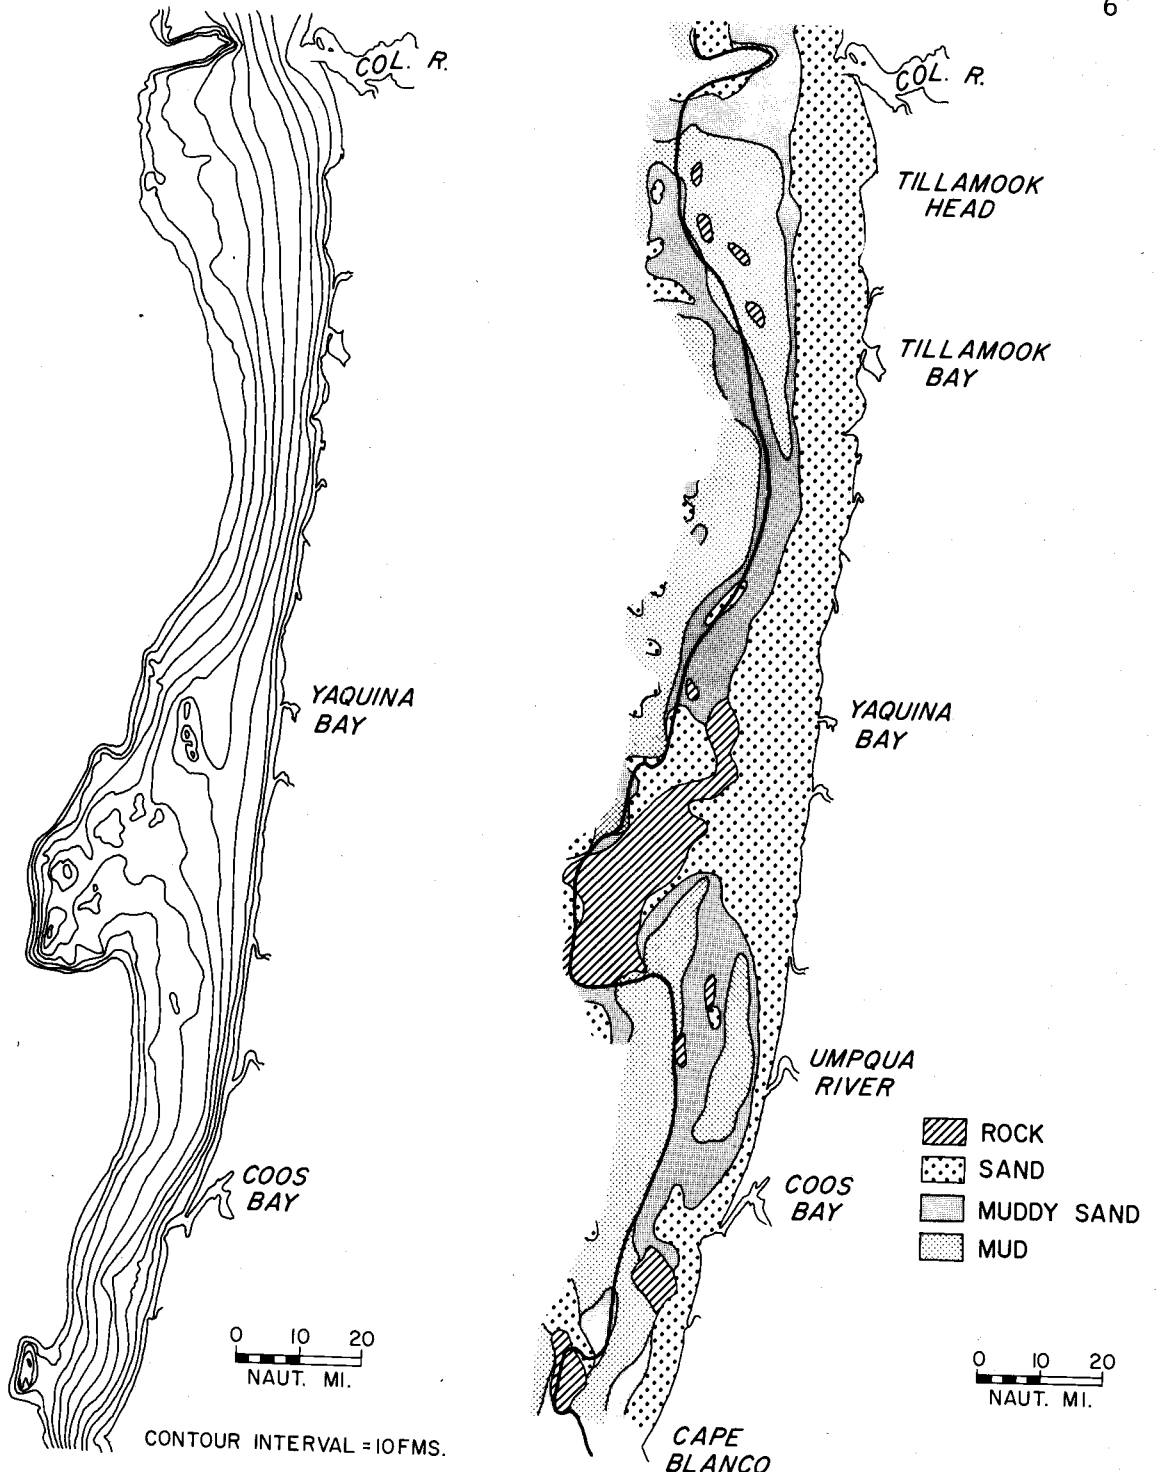 6
COL. R.
YAQUINA
BAY
COOS
BAY
0 10 20
NAUT. MI.
CONTOUR INTERVAL = 10 FMS.
COL. R.
TILLAMOOK
HEAD
TILLAMOOK
BAY
YAQUINA
BAY
UMPQUA
RIVER
COOS
BAY
ROCK
SAND
MUDDY SAND
MUD
0 10 20
NAUT. MI.
CAPE
BLANCO